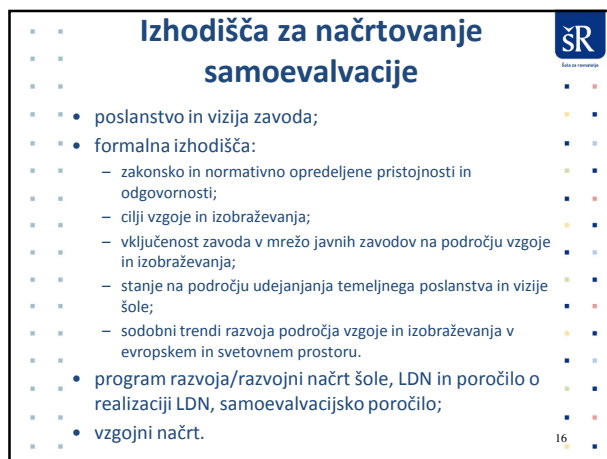 Izhodišča za načrtovanje
samoevalvacije
šR
Šola za ravnatelje
• poslanstvo in vizija zavoda;
• formalna izhodišča:
– zakonsko in normativno opredeljene pristojnosti in
odgovornosti;
– cilji vzgoje in izobraževanja;
– vključenost zavoda v mrežo javnih zavodov na področju vzgoje
in izobraževanja;
– stanje na področju udejanjanja temeljnega poslanstva in vizije
šole;
– sodobni trendi razvoja področja vzgoje in izobraževanja v
evropskem in svetovnem prostoru.
• program razvoja/razvojni načrt šole, LDN in poročilo o
realizaciji LDN, samoevalvacijsko poročilo;
• vzgojni načrt.
16